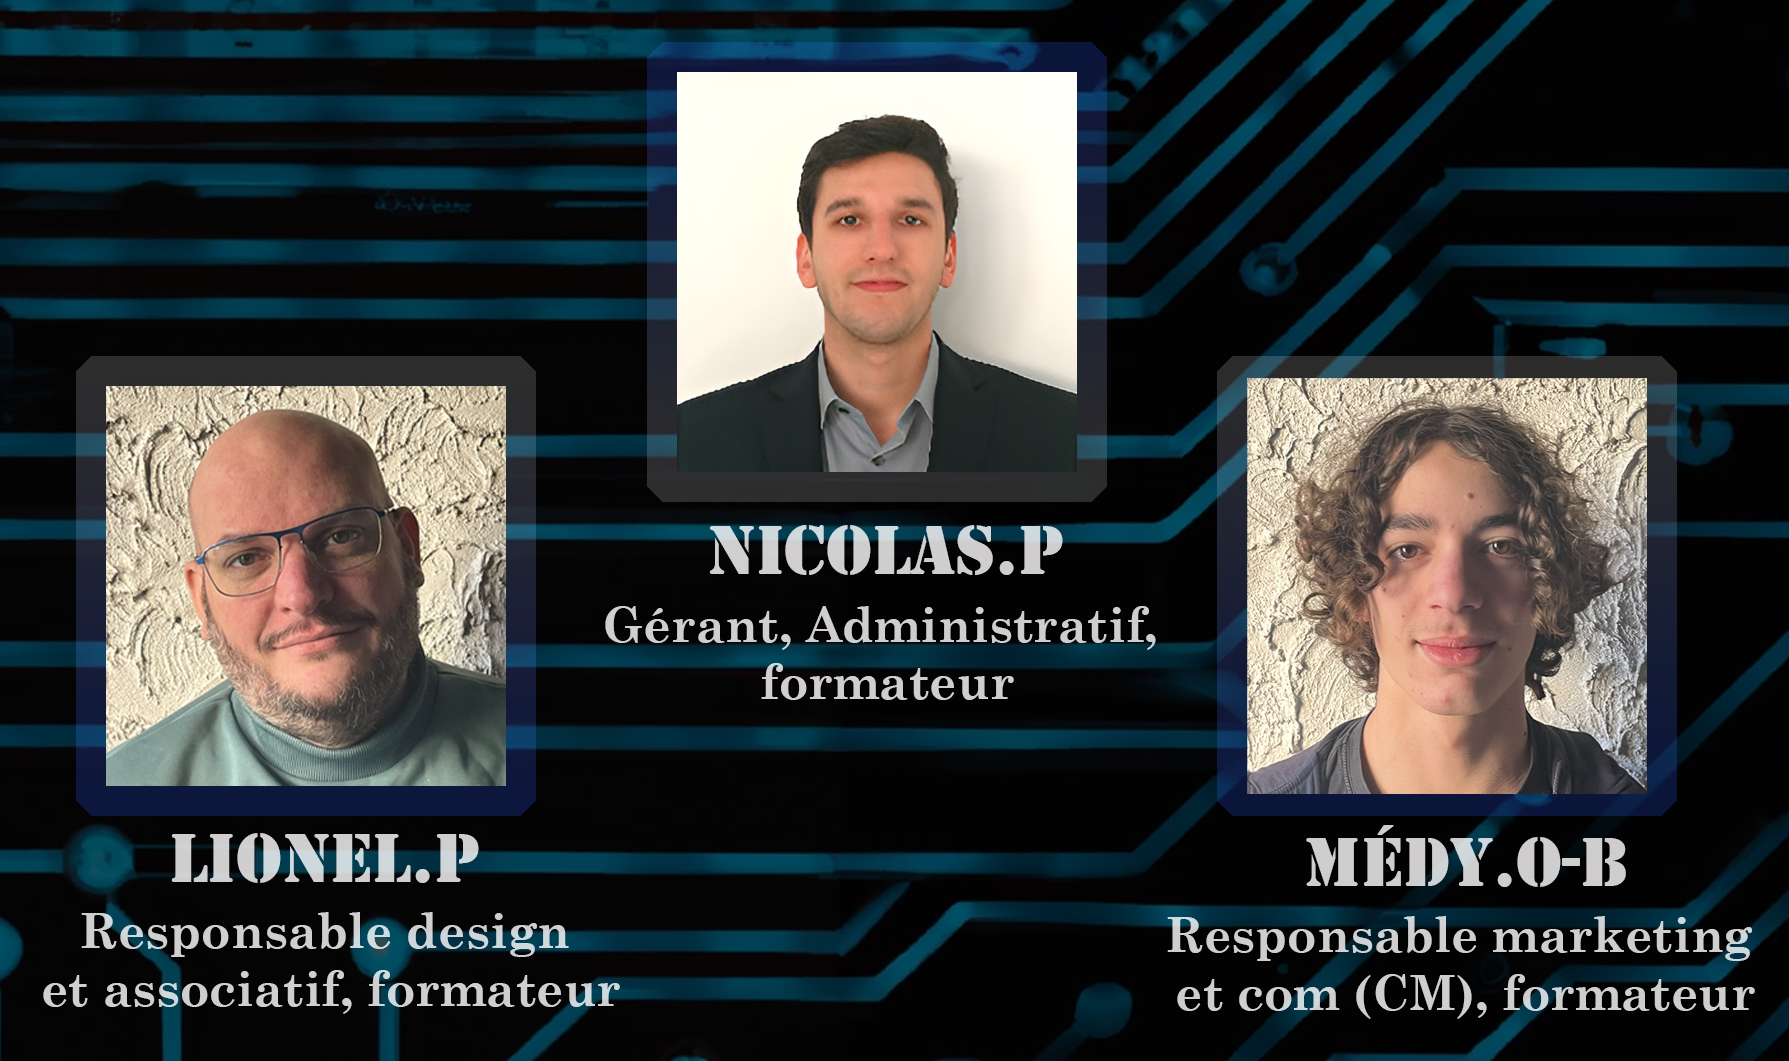 NICOLAS.P
Gérant, Administratif,
formateur
LIONEL.P
Responsable design
et associatif, formateur
MÉDY.O-B
Responsable marketing
et com (CM), formateur